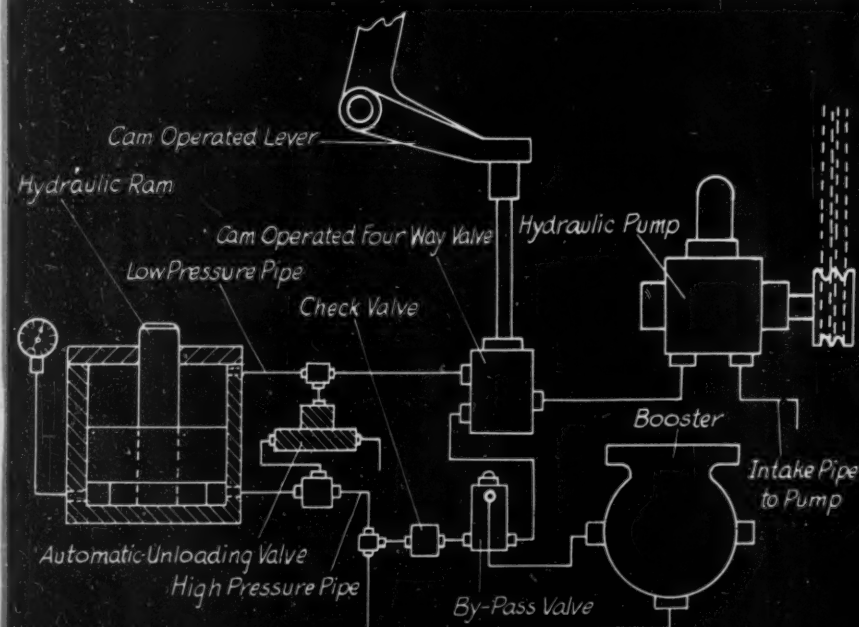 Cam Operated Lever
Hydraulic Ram
Cam Operated Four Way Valve
Hydraulic Pump
Low Pressure Pipe
Check Valve
Booster
Intake Pipe
to Pump
Automatic-Unloading Valve
High Pressure Pipe
By-Pass Valve